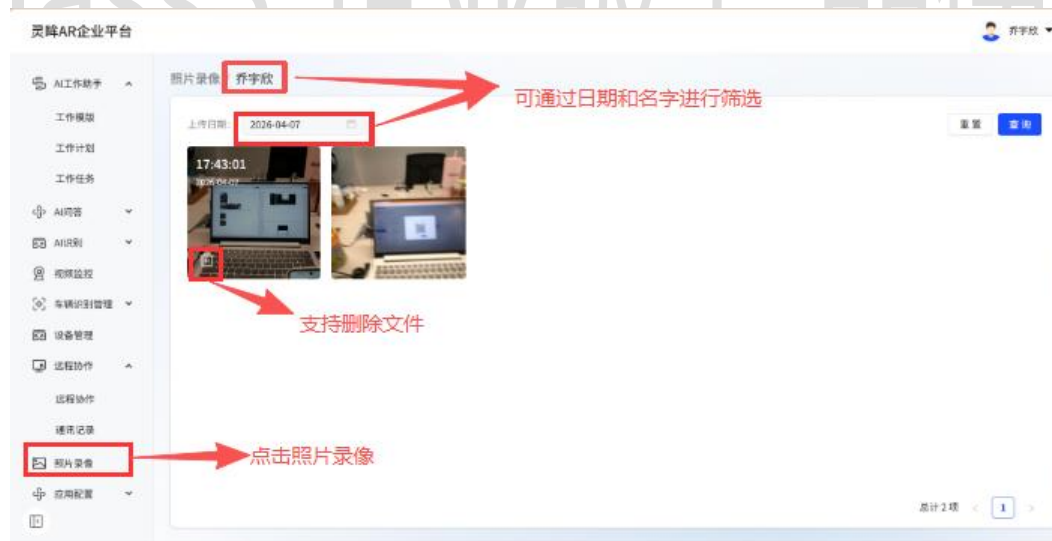 灵眸AR企业平台
乔宇欣
AI工作助手
照片录像
乔宇欣
可通过日期和名字进行筛选
工作模版
上传日期:
2026-04-07
重置
查询
工作计划
17:43:01
2026-04-07
工作任务
AI问答
AI识别
视频监控
车辆识别管理
支持删除文件
设备管理
远程协作
远程协作
通讯记录
照片录像
点击照片录像
应用配置
总计 2 项
1